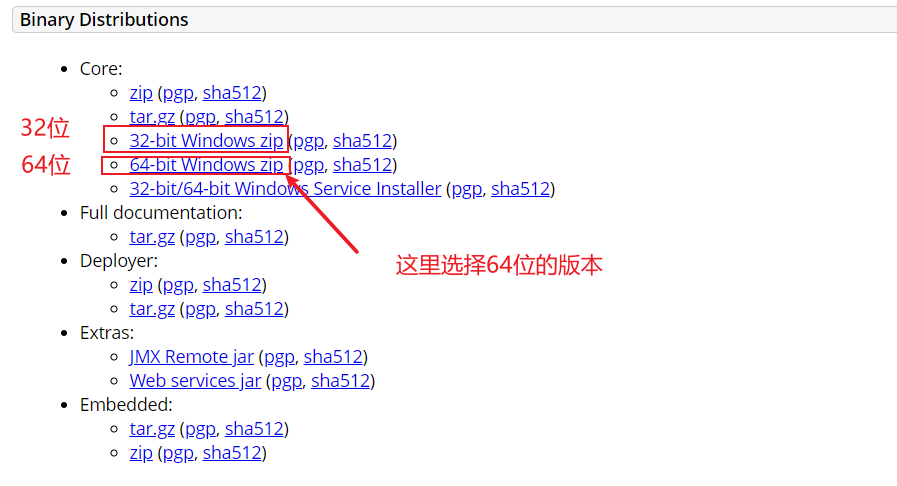 Binary Distributions
Core:
zip (pgp, sha512)
tar.gz (pgp, sha512)
32位
32-bit Windows zip (pgp, sha512)
64位
64-bit Windows zip (pgp, sha512)
32-bit/64-bit Windows Service Installer (pgp, sha512)
Full documentation:
tar.gz (pgp, sha512)
这里选择64位的版本
Deployer:
zip (pgp, sha512)
tar.gz (pgp, sha512)
Extras:
JMX Remote jar (pgp, sha512)
Web services jar (pgp, sha512)
Embedded:
tar.gz (pgp, sha512)
zip (pgp, sha512)